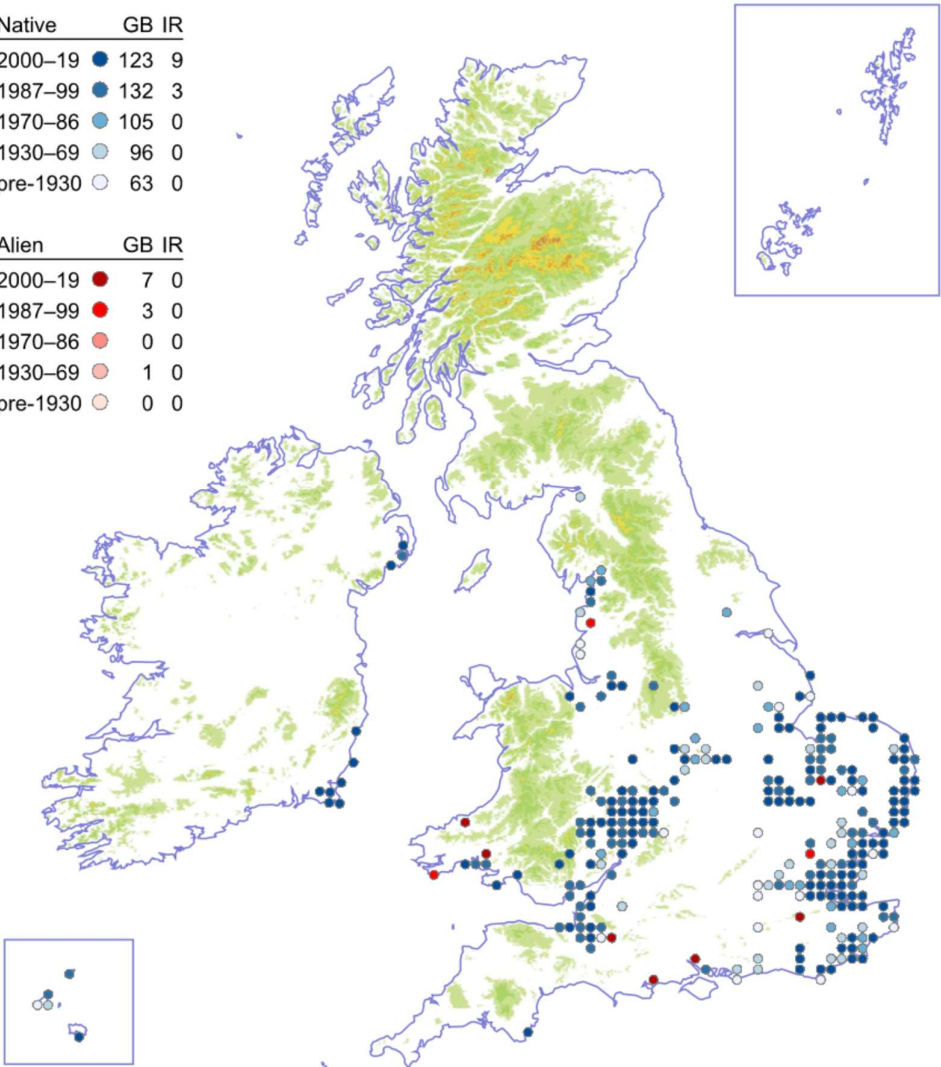 Native GB IR
2000–19 123 9
1987–99 132 3
1970–86 105 0
1930–69 96 0
pre-1930 63 0
Alien GB IR
2000–19 7 0
1987–99 3 0
1970–86 0 0
1930–69 1 0
pre-1930 0 0